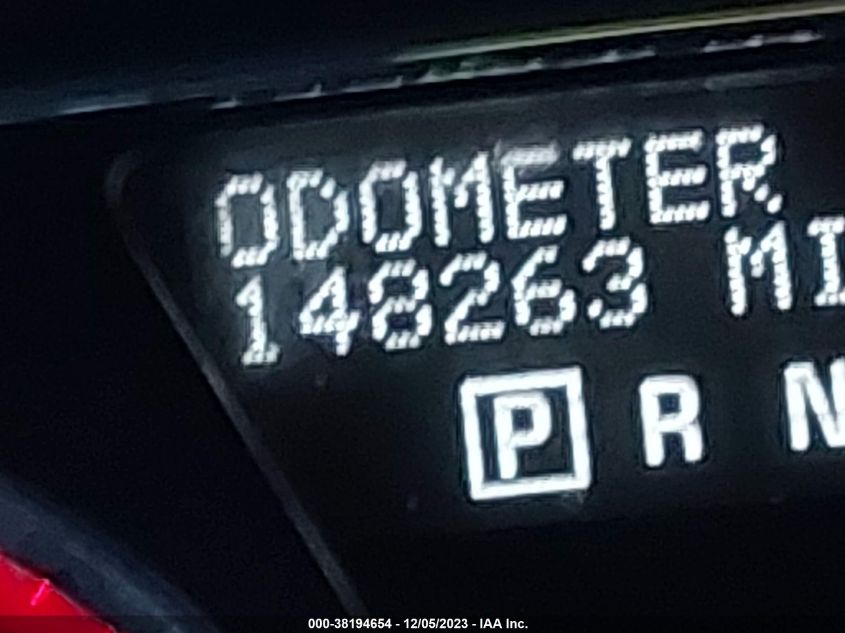 ODOMETER
148263 MI
P R N
000-38194654 - 12/05/2023 - IAA Inc.